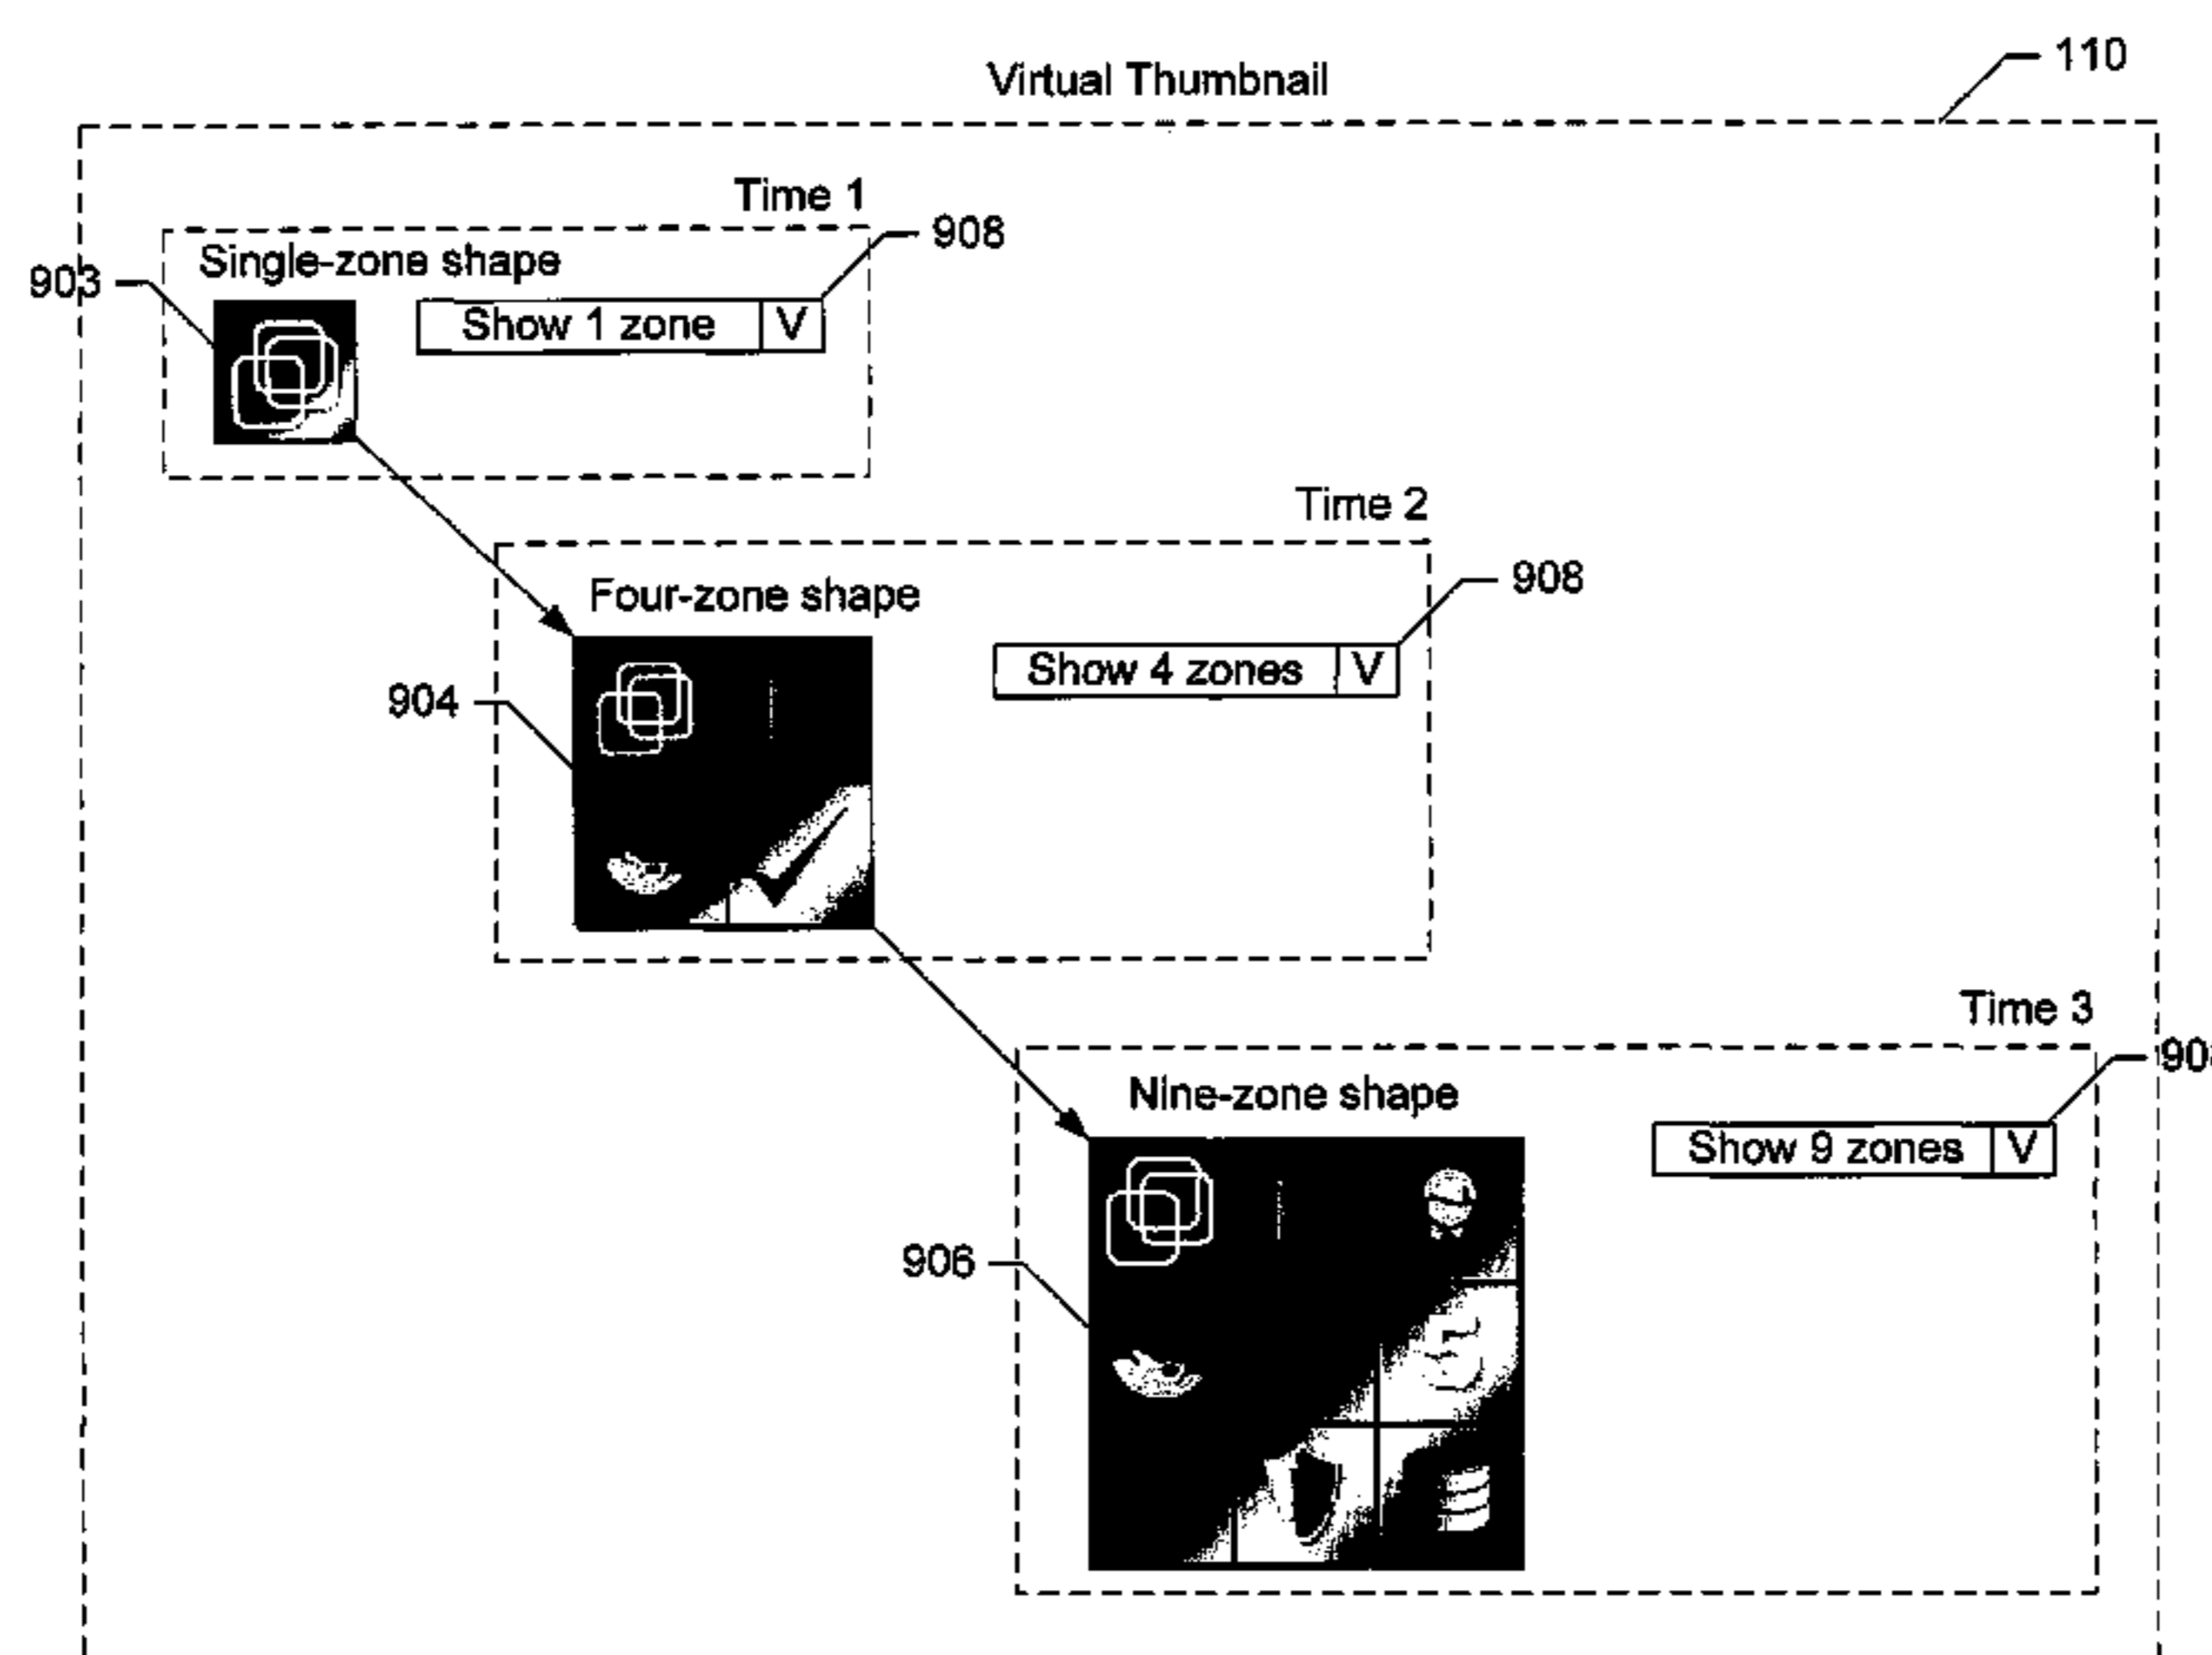 110
Virtual Thumbnail
Time 1
908
Single-zone shape
903
Show 1 zone V
Time 2
908
Four-zone shape
Show 4 zones V
904
Time 3
Nine-zone shape
Show 9 zones V
906